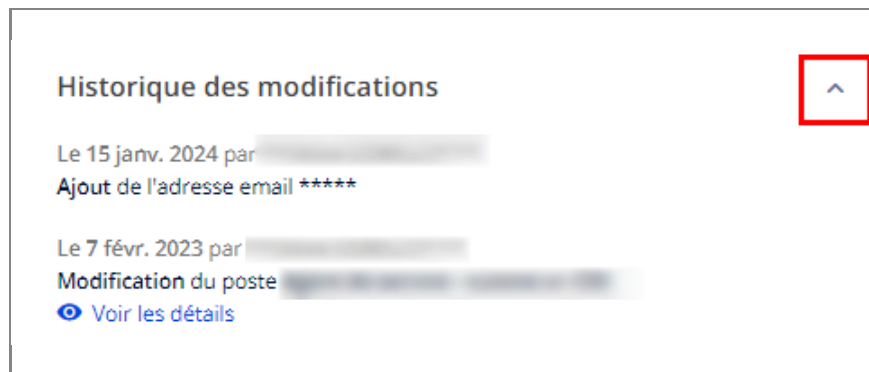 Historique des modifications
Le 15 janv. 2024 par
Ajout de l'adresse email *****
Le 7 févr. 2023 par
Modification du poste
Voir les détails